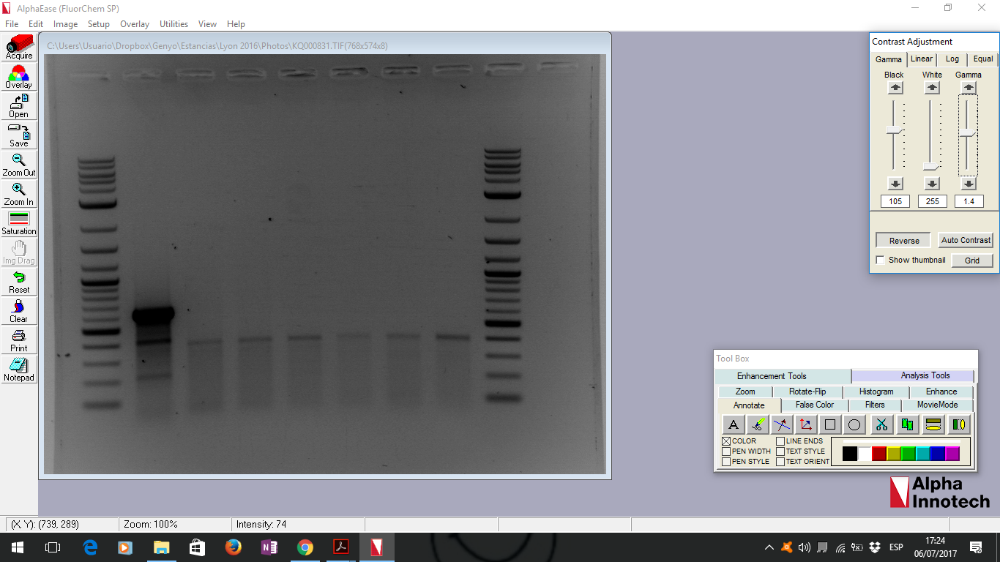 AlphaEase (FluorChem SP)
File Edit Image Setup Overlay Utilities View Help
Acquire
Overlay
Open
Save
Zoom Out
Zoom In
Saturation
Img Drag
Reset
Clear
Print
Notepad
C:\Users\Usuario\Dropbox\Genyo\Estancias\Lyon 2016\Photos\KQ000831.TIF(768x574x8)
Contrast Adjustment
Gamma Linear Log Equal
Black White Gamma
105 255 1.4
Reverse Auto Contrast
Show thumbnail Grid
Tool Box
Enhancement Tools Analysis Tools
Zoom Rotate-Flip Histogram Enhance
Annotate False Color Filters MovieMode
A
COLOR LINE ENDS
PEN WIDTH TEXT STYLE
PEN STYLE TEXT ORIENT
Alpha
Innotech
(X, Y): (739, 289) Zoom: 100% Intensity: 74
ESP
17:24
06/07/2017